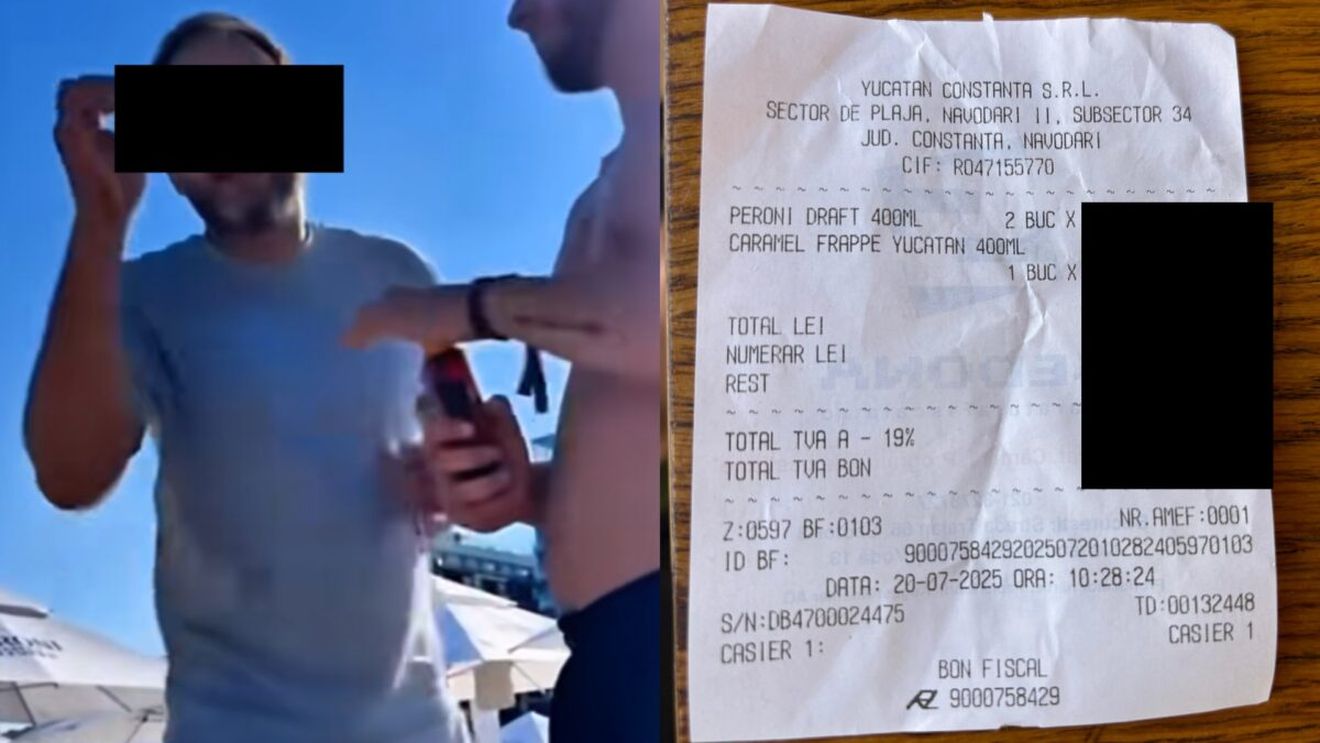 YUCATAN CONSTANTA S.R.L.
SECTOR DE PLAJA, NAVODARI II, SUBSECTOR 34
JUD. CONSTANTA, NAVODARI
CIF: RO47155770
PERONI DRAFT 400ML 2 BUC X
CARAMEL FRAPPE YUCATAN 400ML
1 BUC X
TOTAL LEI
NUMERAR LEI
REST
TOTAL TVA A - 19%
TOTAL TVA BON
Z:0597 BF:0103 NR.AMEF:0001
ID BF: 90007584292025072010282405970103
DATA: 20-07-2025 ORA: 10:28:24
S/N:DB4700024475 TD:00132448
CASIER 1: CASIER 1
BON FISCAL
9000758429